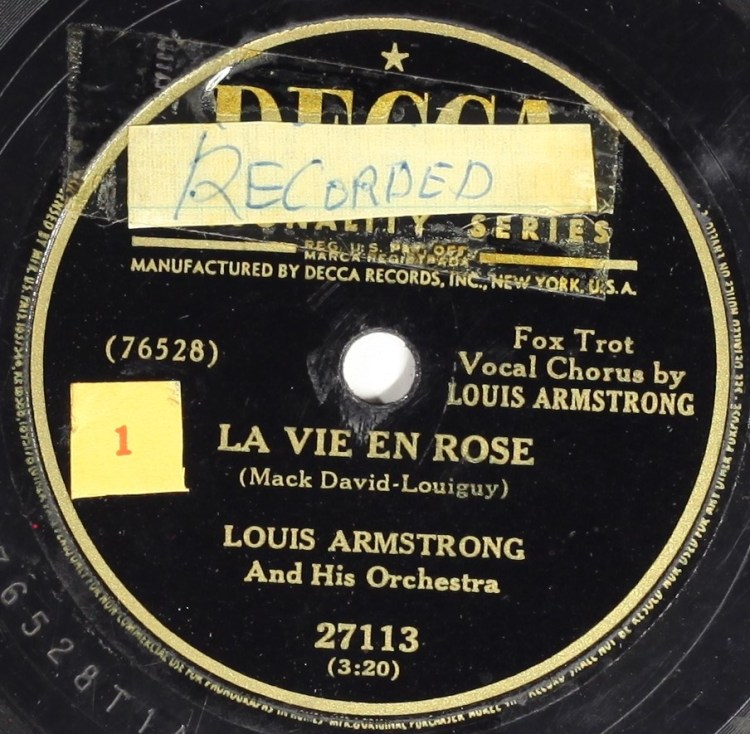 DECCA
RECORDED
SERIES
REG. U.S. PAT. OFF.
MARCA REGISTRADA
MANUFACTURED BY DECCA RECORDS, INC., NEW YORK, U.S.A.
(76528)
Fox Trot
Vocal Chorus by
LOUIS ARMSTRONG
1
LA VIE EN ROSE
(Mack David-Louiguy)
LOUIS ARMSTRONG
And His Orchestra
27113
(3:20)
76528T1